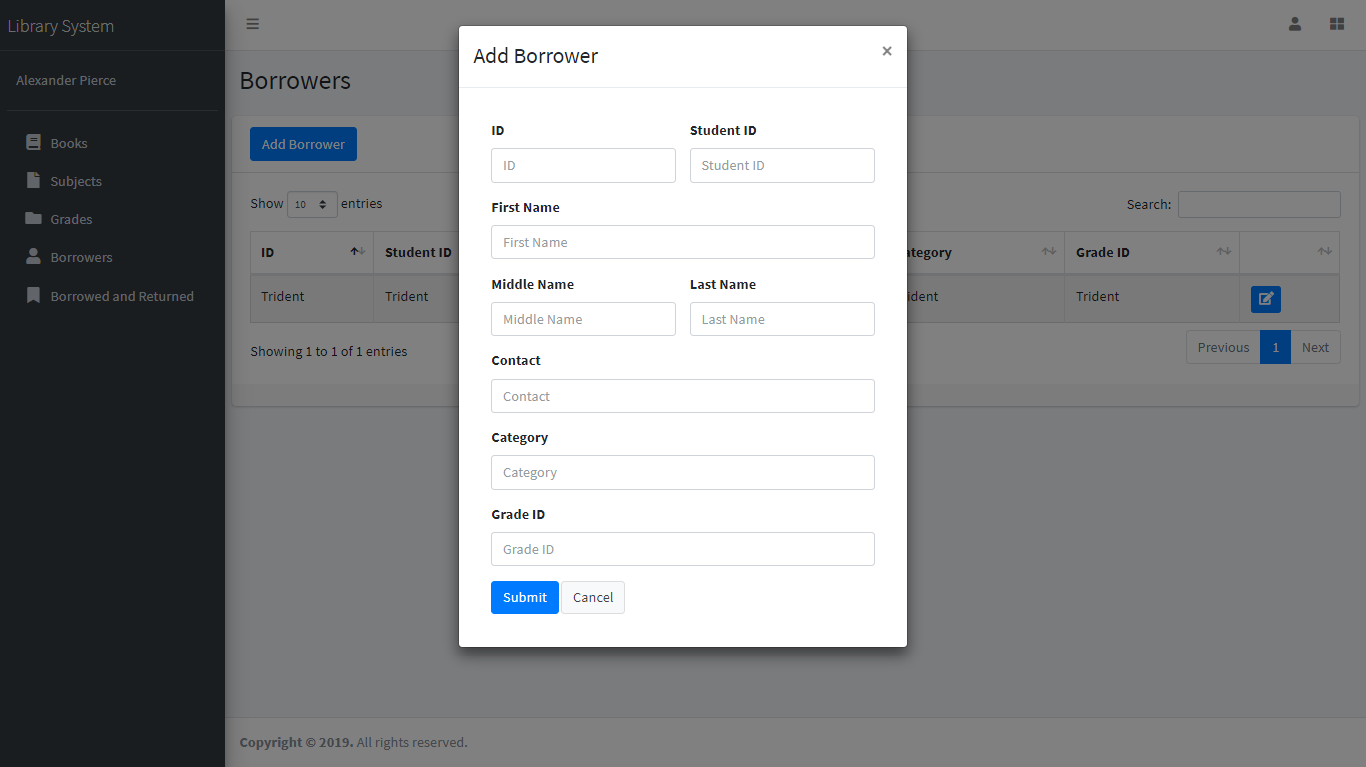 Library System
Alexander Pierce
Books
Subjects
Grades
Borrowers
Borrowed and Returned
Borrowers
Add Borrower
Show 10 entries
Search:
ID
Student ID
Grade ID
Trident
Trident
Trident
Showing 1 to 1 of 1 entries
Previous 1 Next
Add Borrower
×
ID Student ID
ID Student ID
First Name
First Name
Middle Name Last Name
Middle Name Last Name
Contact
Contact
Category
Category
Grade ID
Grade ID
Submit Cancel
Copyright © 2019. All rights reserved.